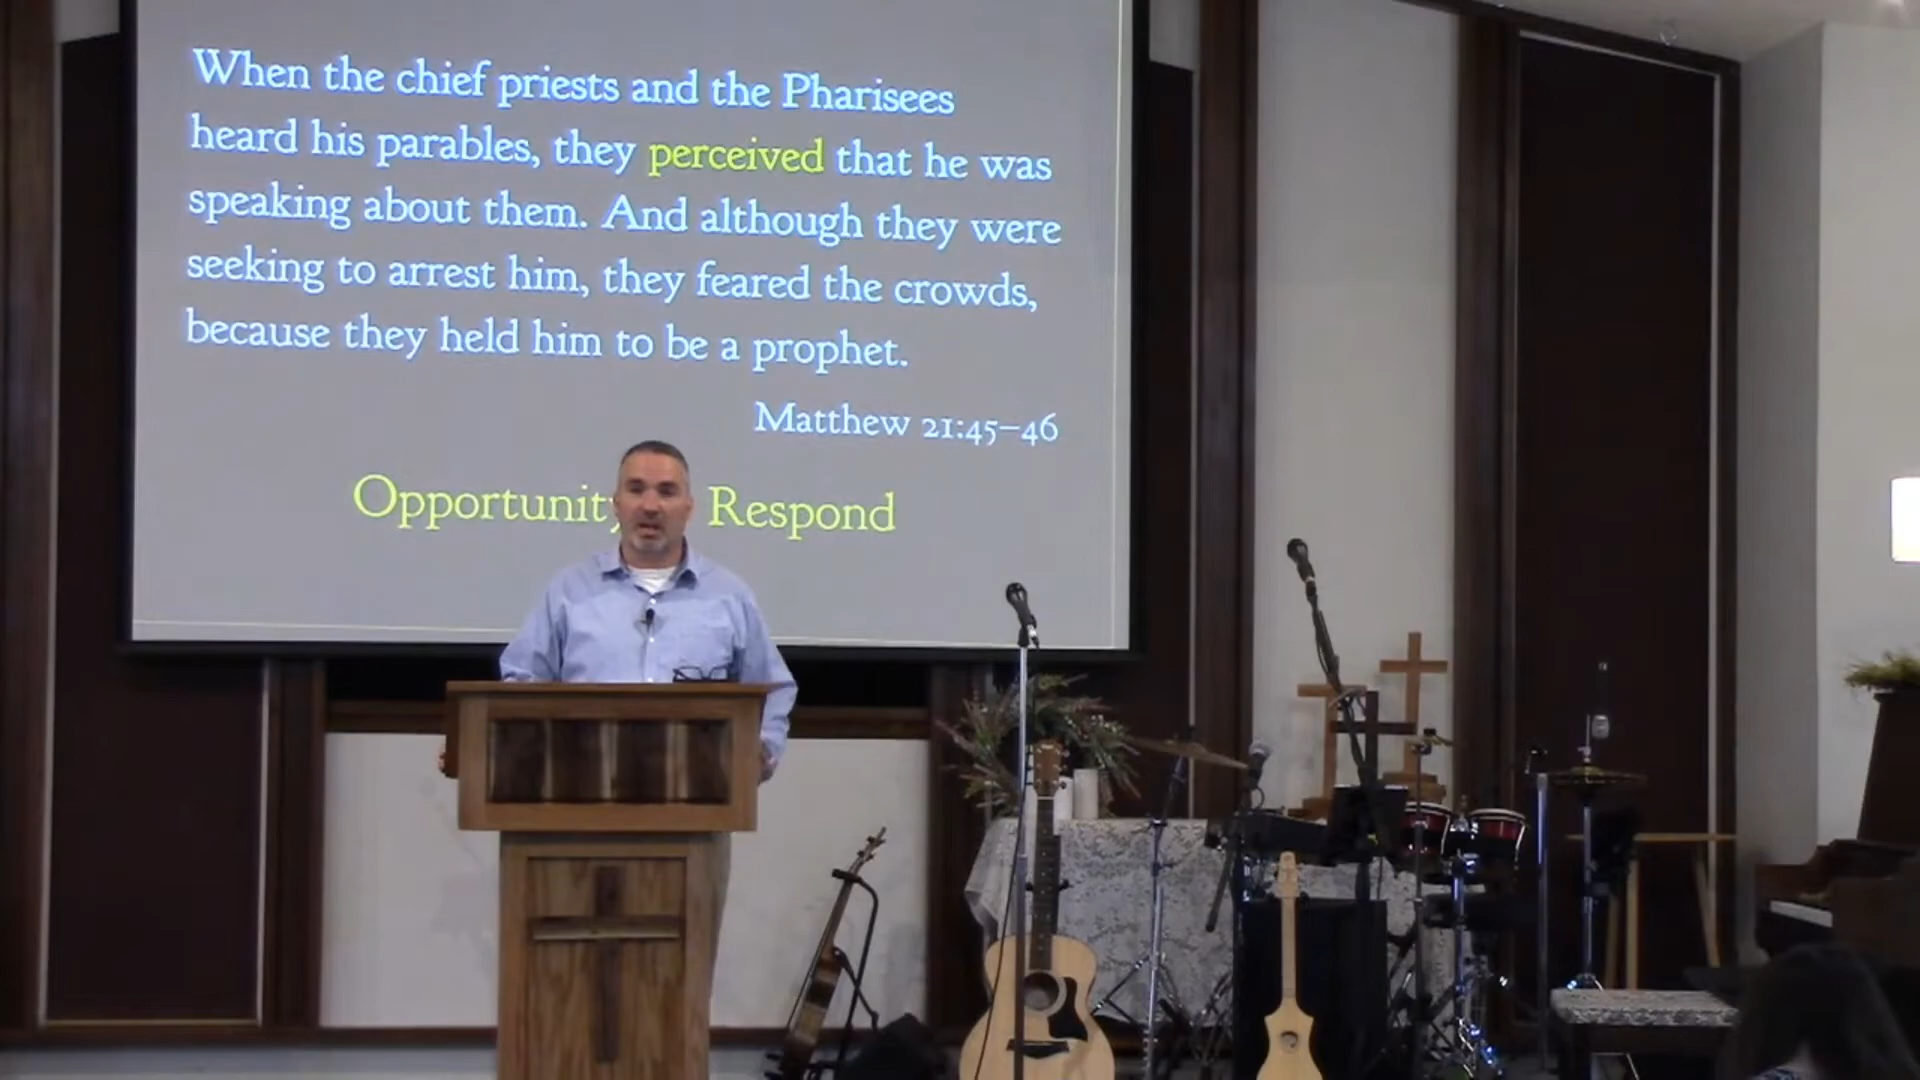 When the chief priests and the Pharisees
heard his parables, they perceived that he was
speaking about them. And although they were
seeking to arrest him, they feared the crowds,
because they held him to be a prophet.
Matthew 21:45–46
Opportunity Respond